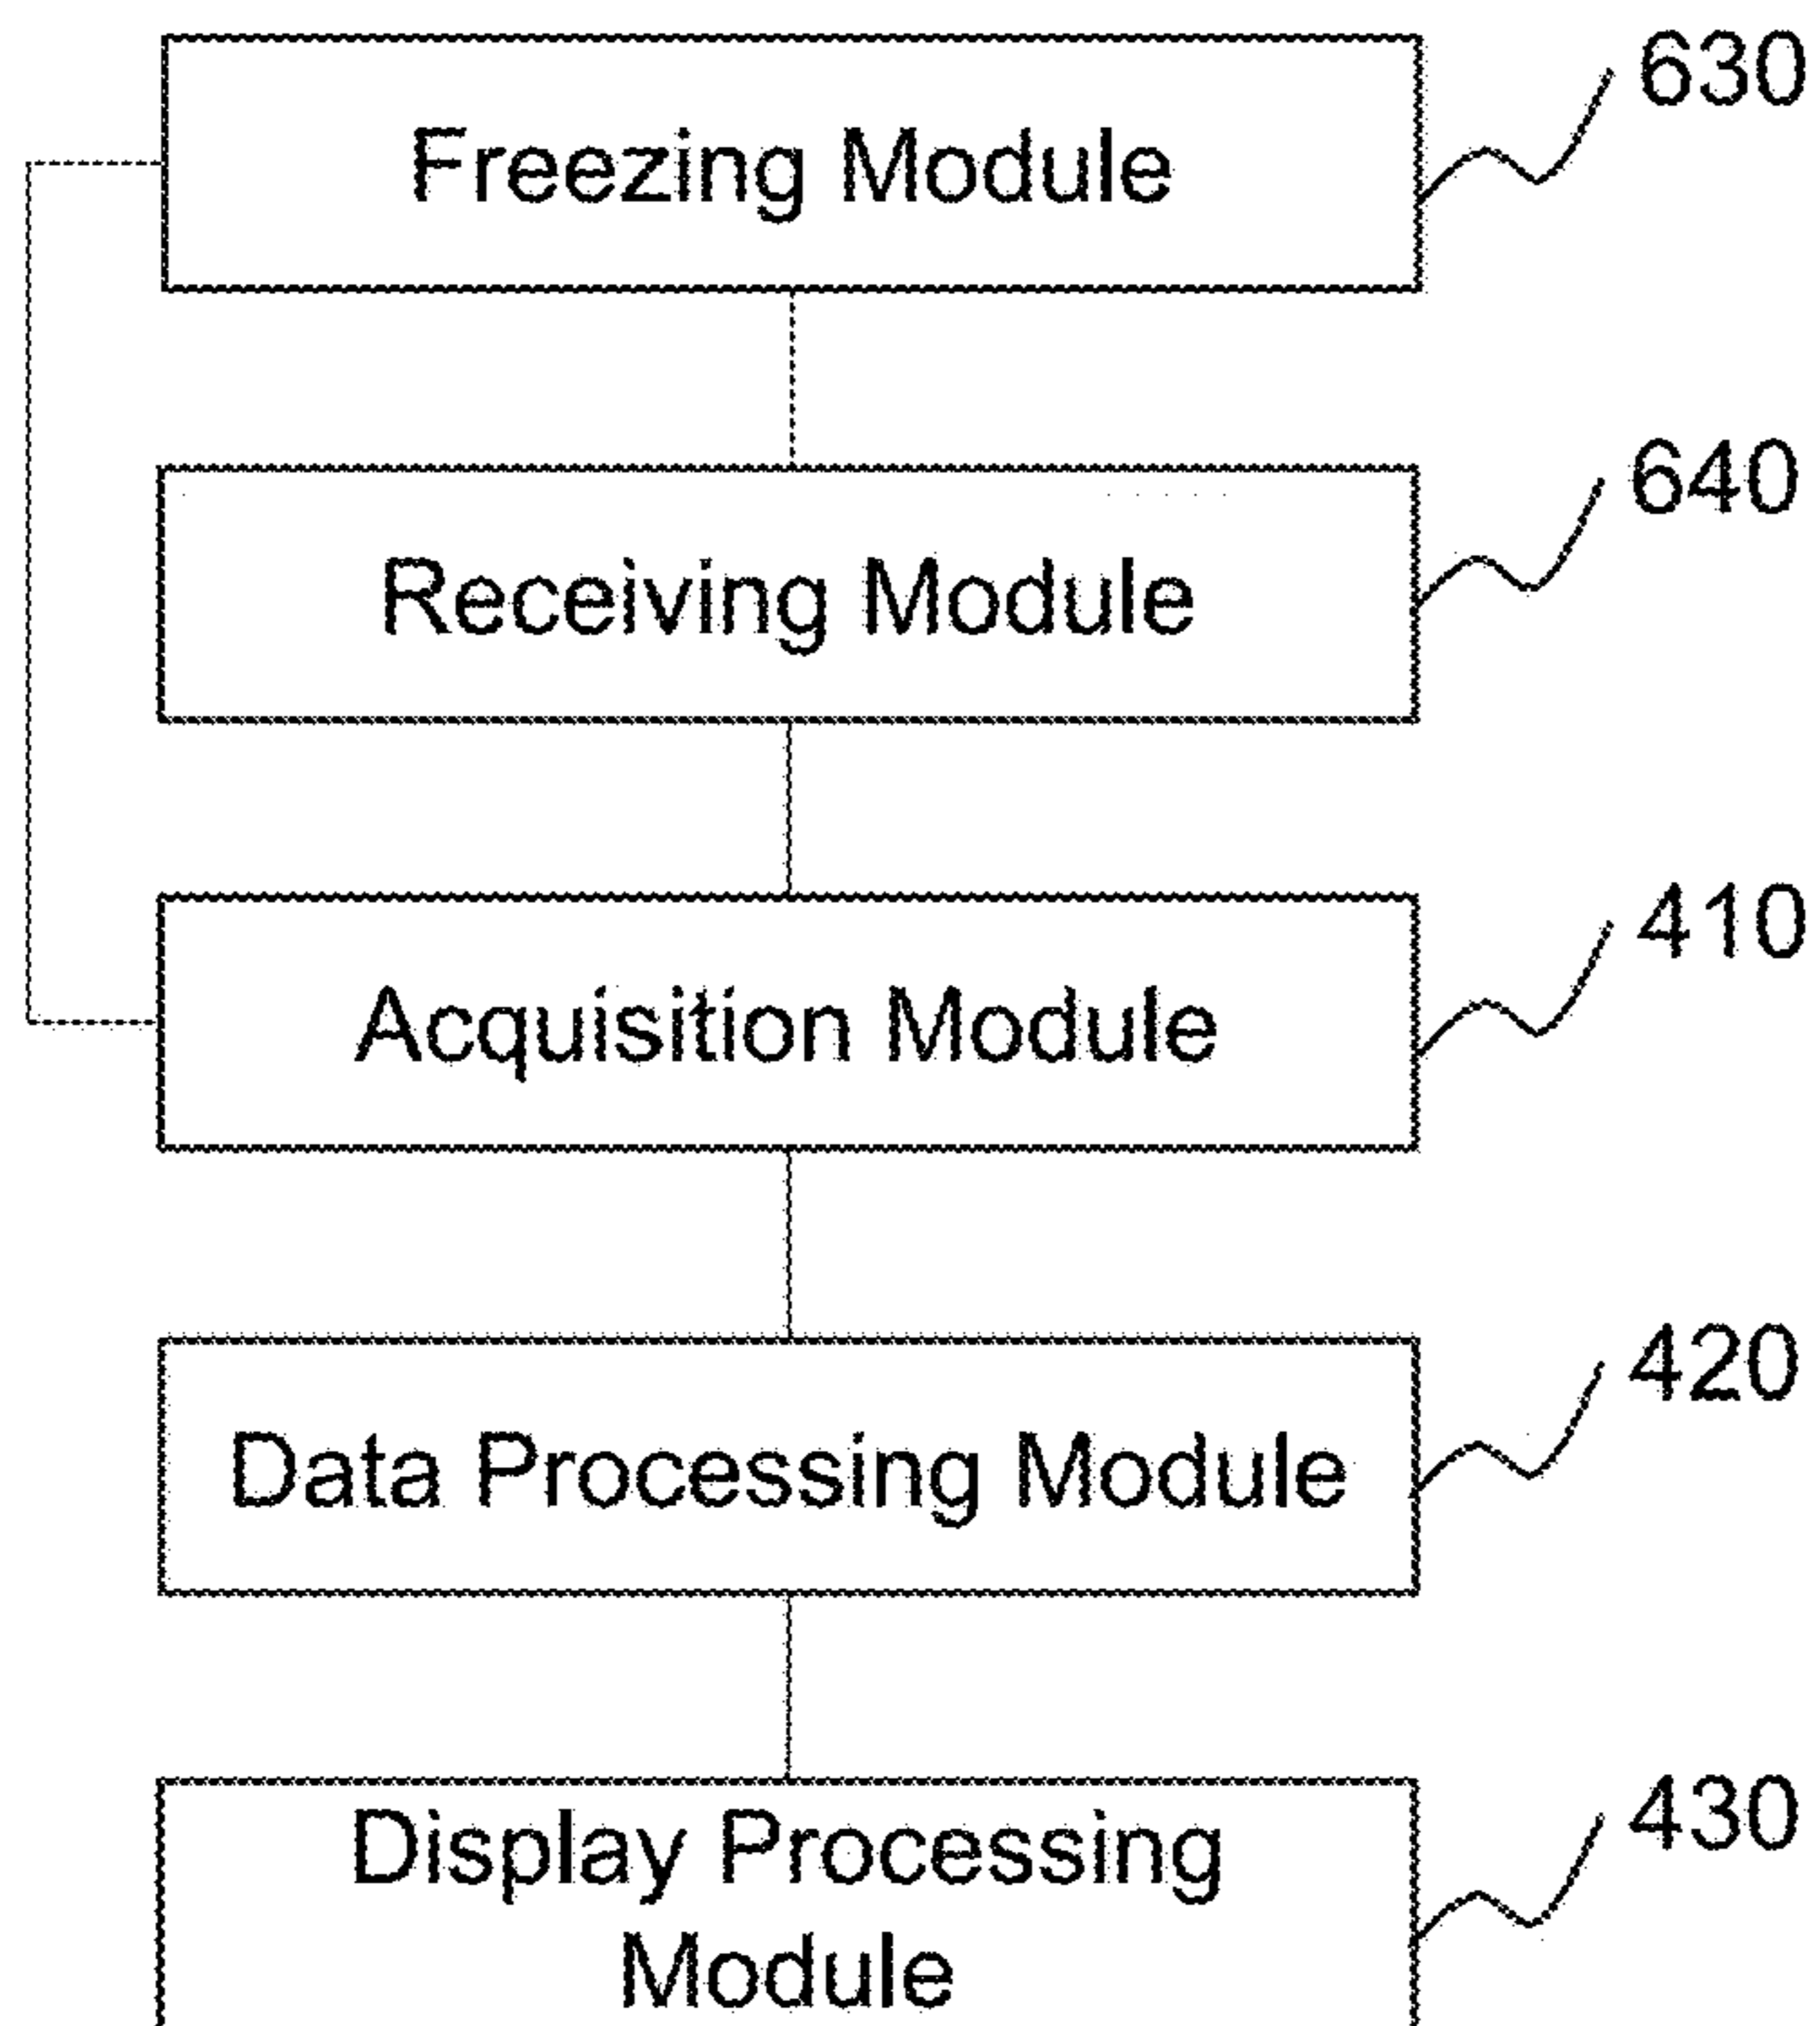 Freezing Module
630
Receiving Module
640
Acquisition Module
410
Data Processing Module
420
Display Processing
Module
430